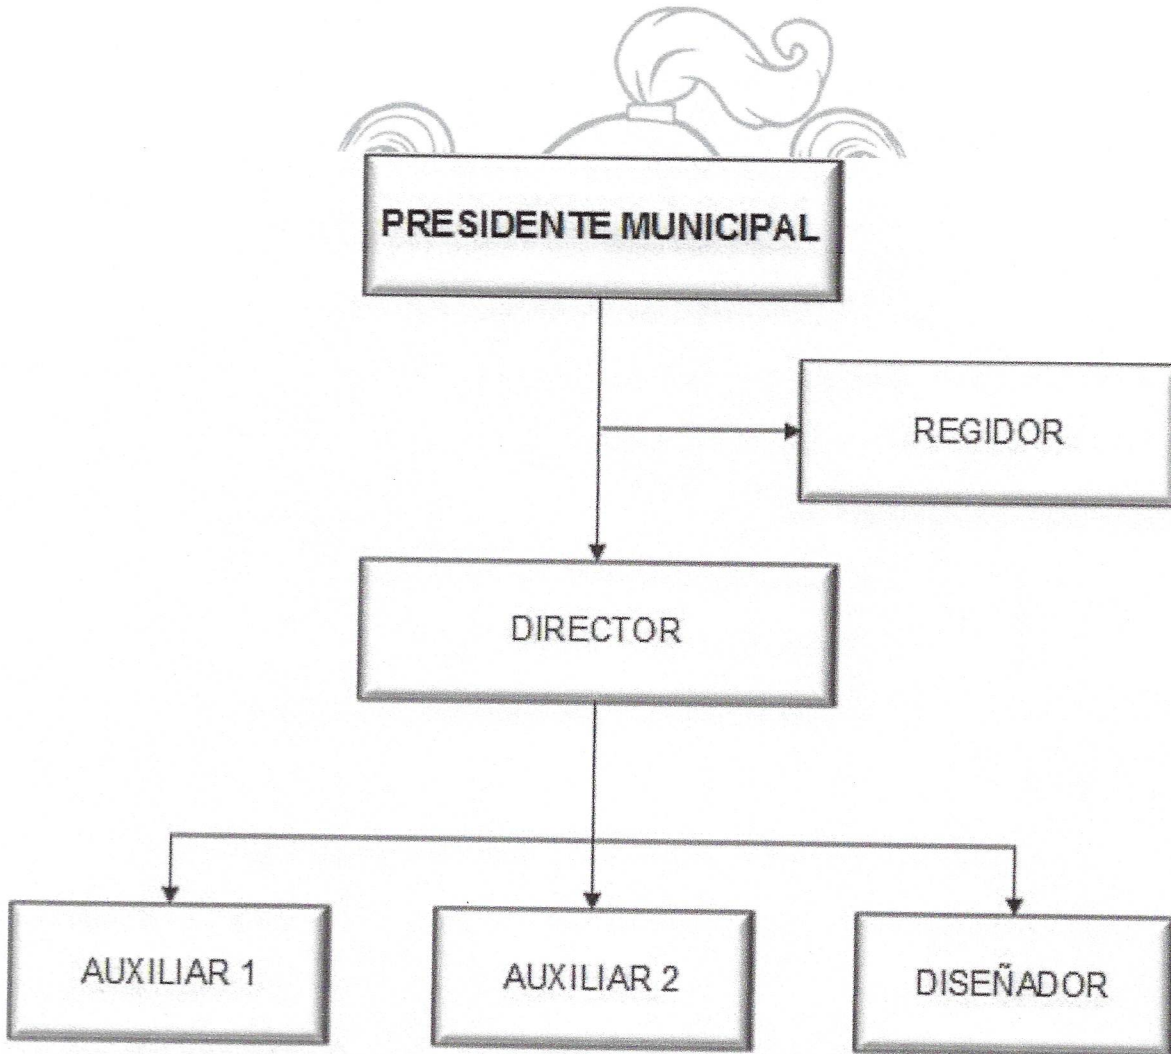 PRESIDENTE MUNICIPAL
REGIDOR
DIRECTOR
AUXILIAR 1
AUXILIAR 2
DISEÑADOR